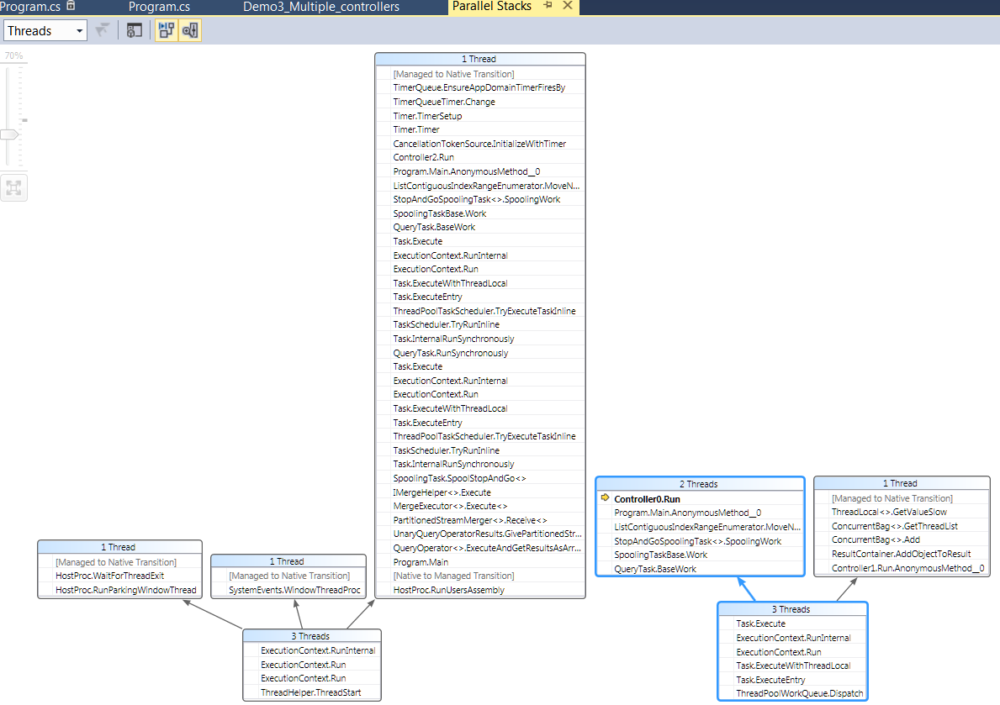 Program.cs
Program.cs
Demo3_Multiple_controllers
Parallel Stacks
Threads
70%
1 Thread
[Managed to Native Transition]
TimerQueue.EnsureAppDomainTimerFiresBy
TimerQueueTimer.Change
Timer.TimerSetup
Timer.Timer
CancellationTokenSource.InitializeWithTimer
Controller2.Run
Program.Main.AnonymousMethod__0
ListContiguousIndexRangeEnumerator.MoveN...
StopAndGoSpoolingTask<>.SpoolingWork
SpoolingTaskBase.Work
QueryTask.BaseWork
Task.Execute
ExecutionContext.RunInternal
ExecutionContext.Run
Task.ExecuteWithThreadLocal
Task.ExecuteEntry
ThreadPoolTaskScheduler.TryExecuteTaskInline
TaskScheduler.TryRunInline
Task.InternalRunSynchronously
QueryTask.RunSynchronously
Task.Execute
ExecutionContext.RunInternal
ExecutionContext.Run
Task.ExecuteWithThreadLocal
Task.ExecuteEntry
ThreadPoolTaskScheduler.TryExecuteTaskInline
TaskScheduler.TryRunInline
Task.InternalRunSynchronously
SpoolingTask.SpoolStopAndGo<>
IMergeHelper<>.Execute
MergeExecutor<>.Execute<>
PartitionedStreamMerger<>.Receive<>
UnaryQueryOperatorResults.GivePartitionedStr...
QueryOperator<>.ExecuteAndGetResultsAsArr...
Program.Main
[Native to Managed Transition]
HostProc.RunUsersAssembly
2 Threads
Controller0.Run
Program.Main.AnonymousMethod__0
ListContiguousIndexRangeEnumerator.MoveN...
StopAndGoSpoolingTask<>.SpoolingWork
SpoolingTaskBase.Work
QueryTask.BaseWork
1 Thread
[Managed to Native Transition]
ThreadLocal<>.GetValueSlow
ConcurrentBag<>.GetThreadList
ConcurrentBag<>.Add
ResultContainer.AddObjectToResult
Controller1.Run.AnonymousMethod__0
1 Thread
[Managed to Native Transition]
HostProc.WaitForThreadExit
HostProc.RunParkingWindowThread
1 Thread
[Managed to Native Transition]
SystemEvents.WindowThreadProc
3 Threads
ExecutionContext.RunInternal
ExecutionContext.Run
ExecutionContext.Run
ThreadHelper.ThreadStart
3 Threads
Task.Execute
ExecutionContext.RunInternal
ExecutionContext.Run
Task.ExecuteWithThreadLocal
Task.ExecuteEntry
ThreadPoolWorkQueue.Dispatch